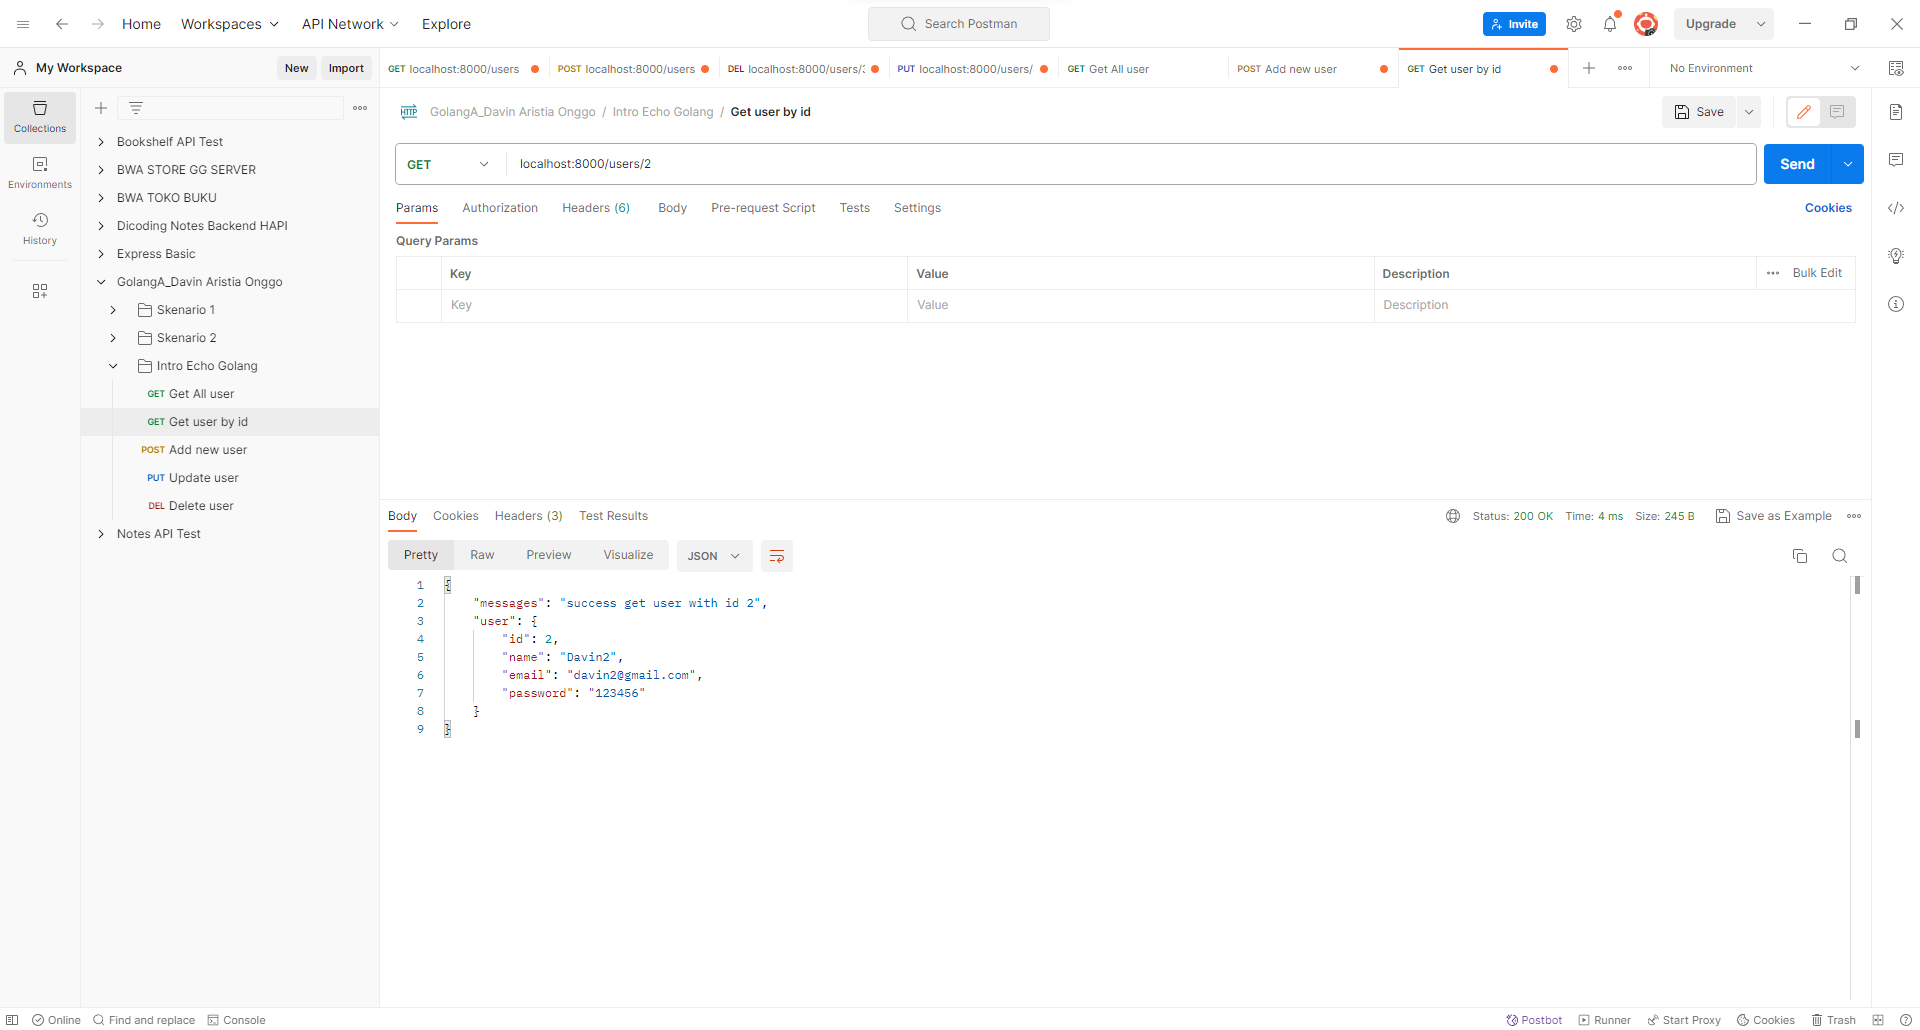 Home Workspaces API Network Explore Search Postman Invite Upgrade
My Workspace New Import GET localhost:8000/users POST localhost:8000/users DEL localhost:8000/users/3 PUT localhost:8000/users/ GET Get All user POST Add new user GET Get user by id No Environment
Collections
Environments
History
Bookshelf API Test
BWA STORE GG SERVER
BWA TOKO BUKU
Dicoding Notes Backend HAPI
Express Basic
GolangA_Davin Aristia Onggo
Skenario 1
Skenario 2
Intro Echo Golang
GET Get All user
GET Get user by id
POST Add new user
PUT Update user
DEL Delete user
Notes API Test
HTTP GolangA_Davin Aristia Onggo / Intro Echo Golang / Get user by id Save
GET localhost:8000/users/2 Send
Params Authorization Headers (6) Body Pre-request Script Tests Settings Cookies
Query Params
Key Value Description Bulk Edit
Key Value Description
Body Cookies Headers (3) Test Results Status: 200 OK Time: 4 ms Size: 245 B Save as Example
Pretty Raw Preview Visualize JSON
1 {
2 "messages": "success get user with id 2",
3 "user": {
4 "id": 2,
5 "name": "Davin2",
6 "email": "davin2@gmail.com",
7 "password": "123456"
8 }
9 }
Online Find and replace Console Postbot Runner Start Proxy Cookies Trash